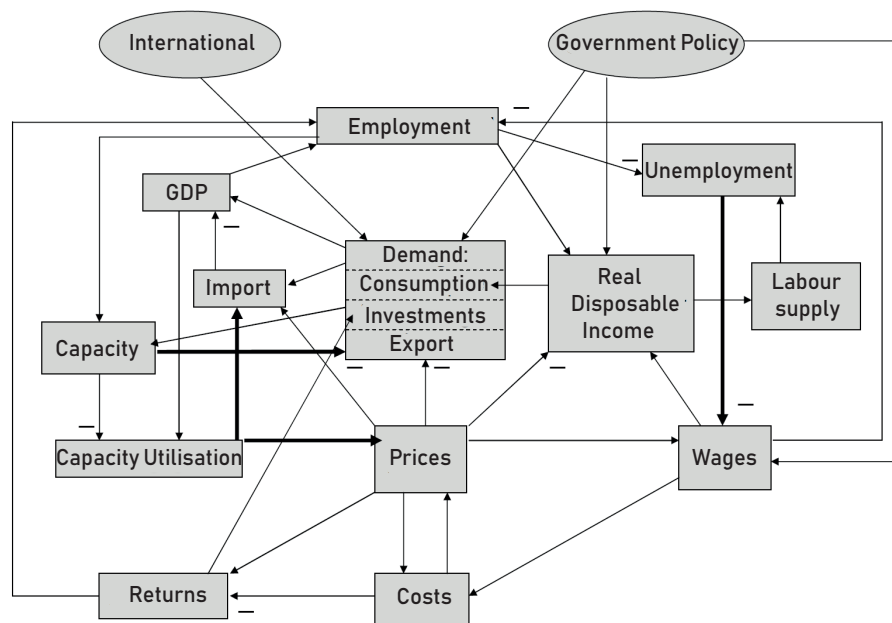 International
Government Policy
Employment
Unemployment
GDP
Demand:
Consumption
Investments
Export
Real
Disposable
Income
Labour
supply
Import
Capacity
Capacity Utilisation
Prices
Wages
Returns
Costs